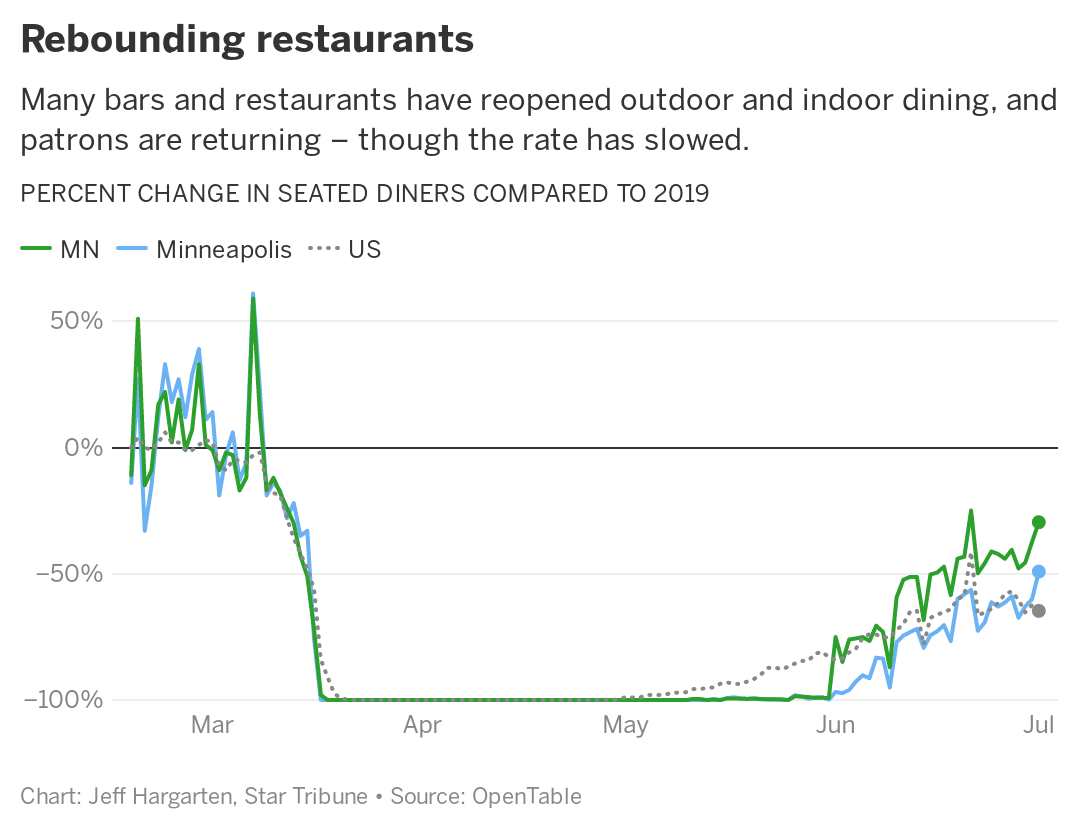 Rebounding restaurants
Many bars and restaurants have reopened outdoor and indoor dining, and
patrons are returning – though the rate has slowed.
PERCENT CHANGE IN SEATED DINERS COMPARED TO 2019
MN Minneapolis US
50%
0%
−50%
−100%
Mar Apr May Jun Jul
Chart: Jeff Hargarten, Star Tribune • Source: OpenTable